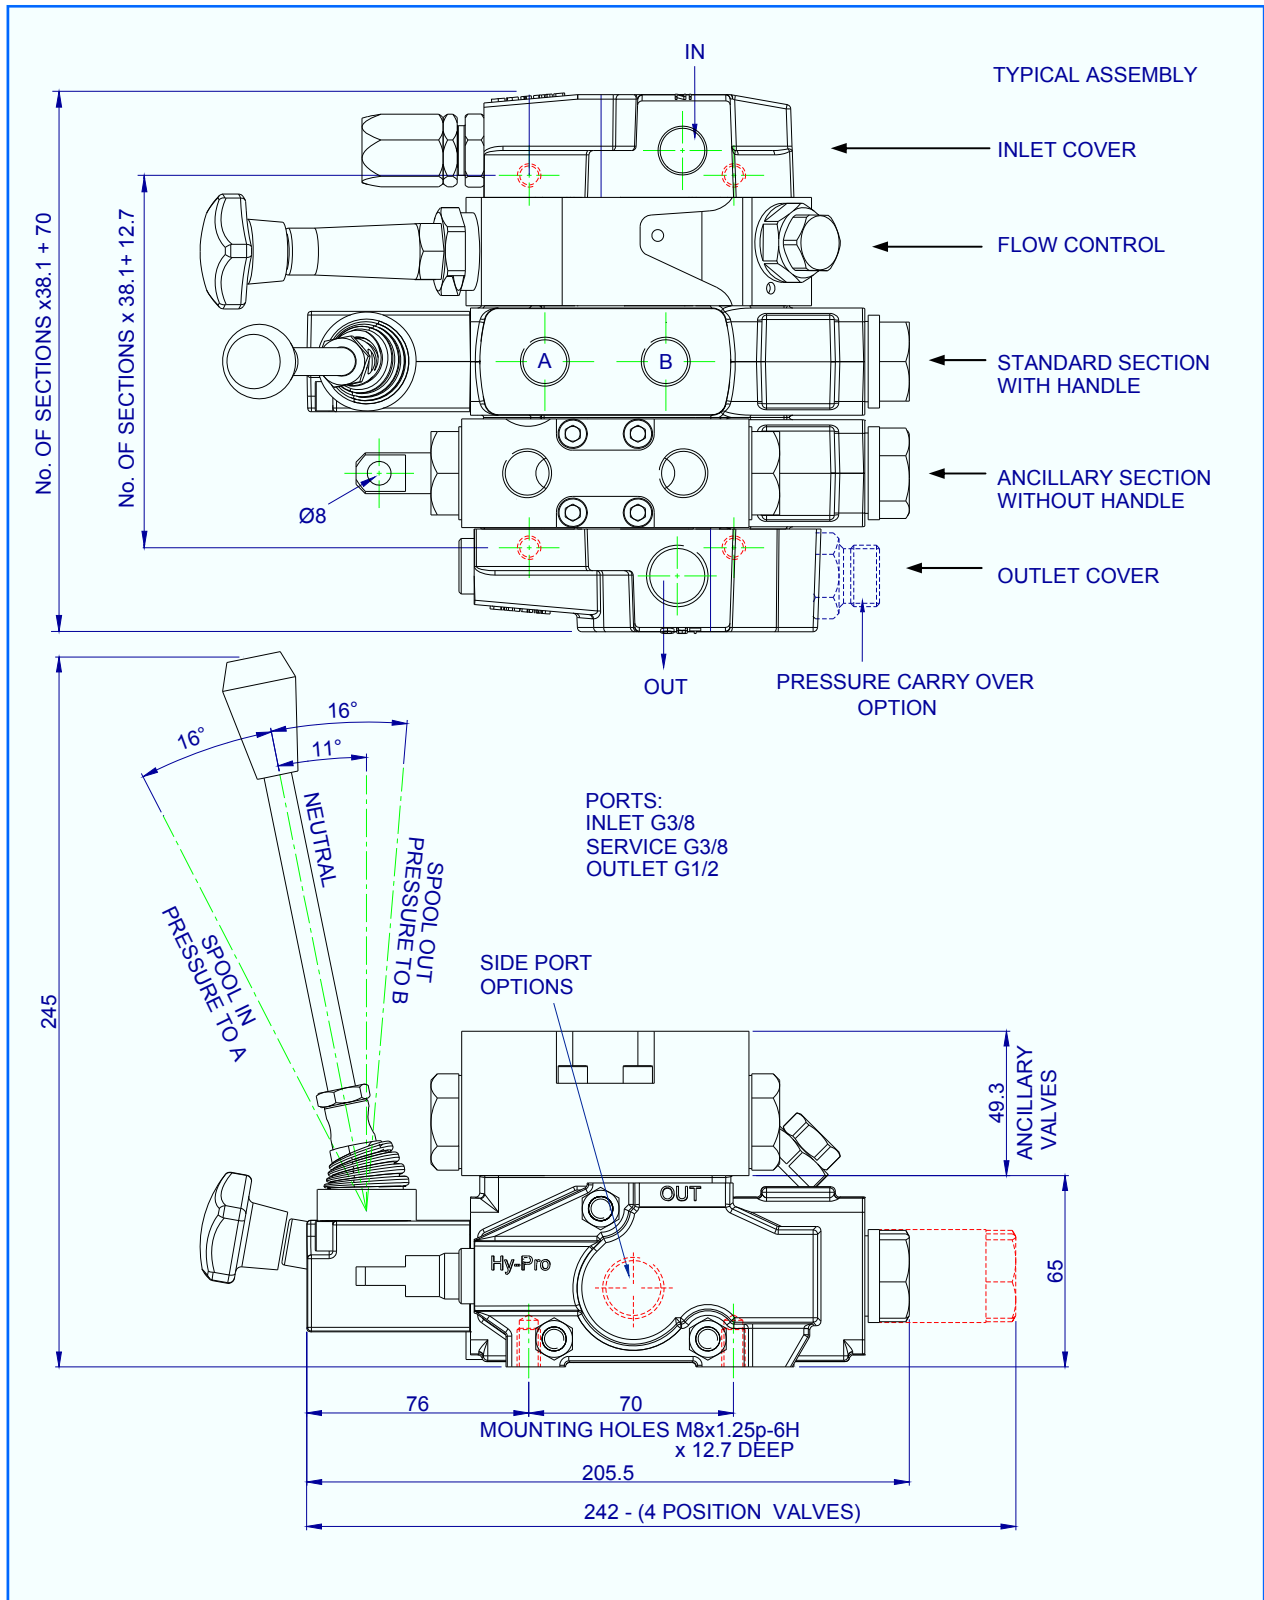 IN
TYPICAL ASSEMBLY
INLET COVER
FLOW CONTROL
No. OF SECTIONS x38.1 + 70
No. OF SECTIONS x 38.1+ 12.7
A
B
STANDARD SECTION
WITH HANDLE
ANCILLARY SECTION
WITHOUT HANDLE
Ø8
OUTLET COVER
OUT
PRESSURE CARRY OVER
OPTION
16°
16°
11°
NEUTRAL
SPOOL OUT
PRESSURE TO B
SPOOL IN
PRESSURE TO A
245
PORTS:
INLET G3/8
SERVICE G3/8
OUTLET G1/2
SIDE PORT
OPTIONS
49.3
ANCILLARY
VALVES
OUT
Hy-Pro
65
76
70
MOUNTING HOLES M8x1.25p-6H
x 12.7 DEEP
205.5
242 - (4 POSITION VALVES)